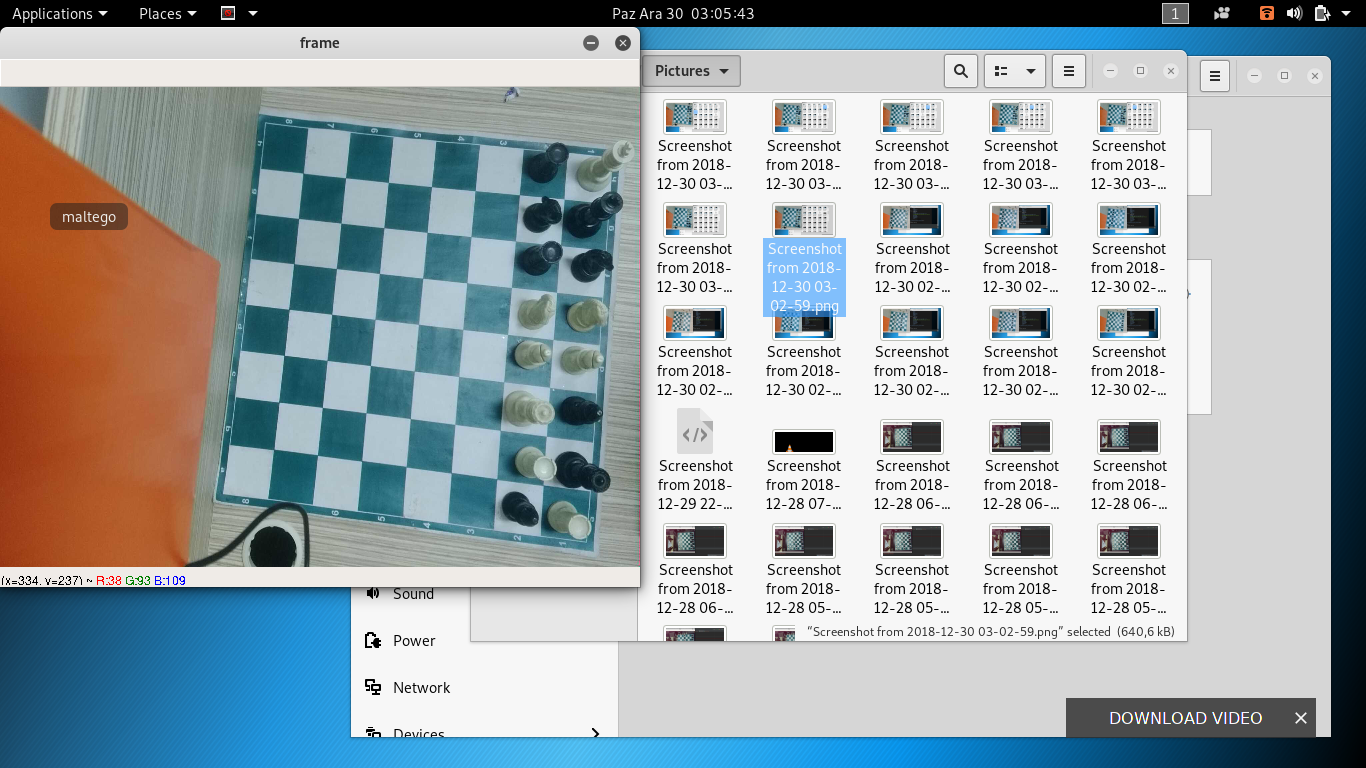 Applications
Places
Paz Ara 30 03:05:43
1
frame
maltego
(x=334, y=237) ~ R:38 G:93 B:109
Pictures
Screenshot from 2018-12-30 03-…
Screenshot from 2018-12-30 03-…
Screenshot from 2018-12-30 03-…
Screenshot from 2018-12-30 03-…
Screenshot from 2018-12-30 03-…
Screenshot from 2018-12-30 03-…
Screenshot from 2018-12-30 03-02-59.png
Screenshot from 2018-12-30 02-…
Screenshot from 2018-12-30 02-…
Screenshot from 2018-12-30 02-…
Screenshot from 2018-12-30 02-…
Screenshot from 2018-12-30 02-…
Screenshot from 2018-12-30 02-…
Screenshot from 2018-12-30 02-…
Screenshot from 2018-12-30 02-…
Screenshot from 2018-12-29 22-…
Screenshot from 2018-12-28 07-…
Screenshot from 2018-12-28 06-…
Screenshot from 2018-12-28 06-…
Screenshot from 2018-12-28 06-…
Screenshot from 2018-12-28 06-…
Screenshot from 2018-12-28 05-…
Screenshot from 2018-12-28 05-…
Screenshot from 2018-12-28 05-…
Screenshot from 2018-12-28 05-…
“Screenshot from 2018-12-30 03-02-59.png” selected (640,6 kB)
Sound
Power
Network
Devices
DOWNLOAD VIDEO